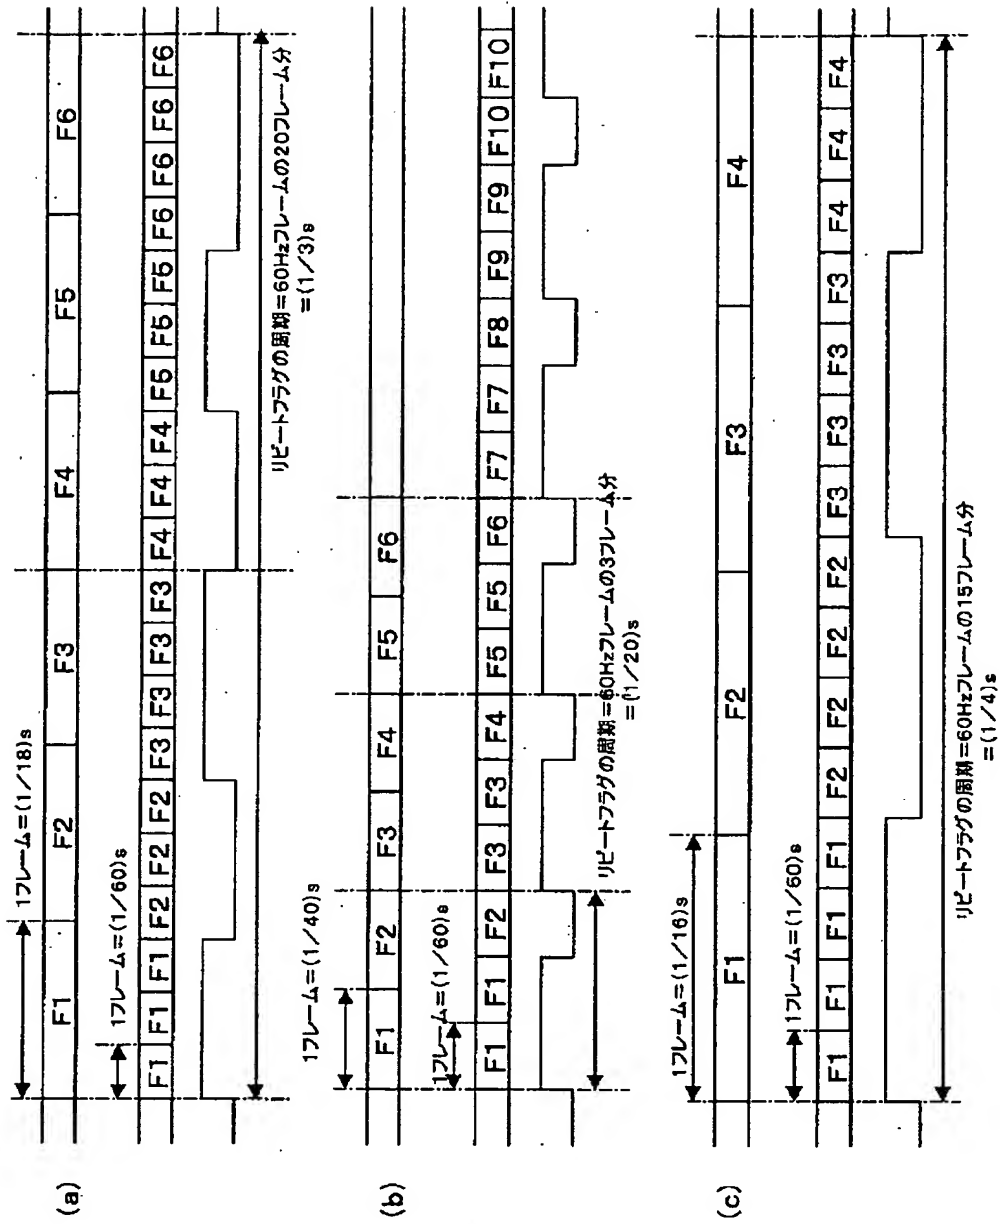 (a)
1フレーム=(1/18)s
F1 F2 F3 F4 F5 F6
1フレーム=(1/60)s
F1 F1 F1 F2 F2 F2 F3 F3 F3 F3 F4 F4 F4 F5 F5 F5 F6 F6 F6 F6
リピートフラグの周期=60Hzフレームの20フレーム分
=(1/3)s
(b)
1フレーム=(1/40)s
F1 F2 F3 F4 F5 F6
1フレーム=(1/60)s
F1 F1 F2 F3 F3 F4 F5 F5 F6 F7 F7 F8 F9 F9 F10 F10
リピートフラグの周期=60Hzフレームの3フレーム分
=(1/20)s
(c)
1フレーム=(1/16)s
F1 F2 F3 F4
1フレーム=(1/60)s
F1 F1 F1 F1 F2 F2 F2 F2 F3 F3 F3 F3 F4 F4 F4
リピートフラグの周期=60Hzフレームの15フレーム分
=(1/4)s